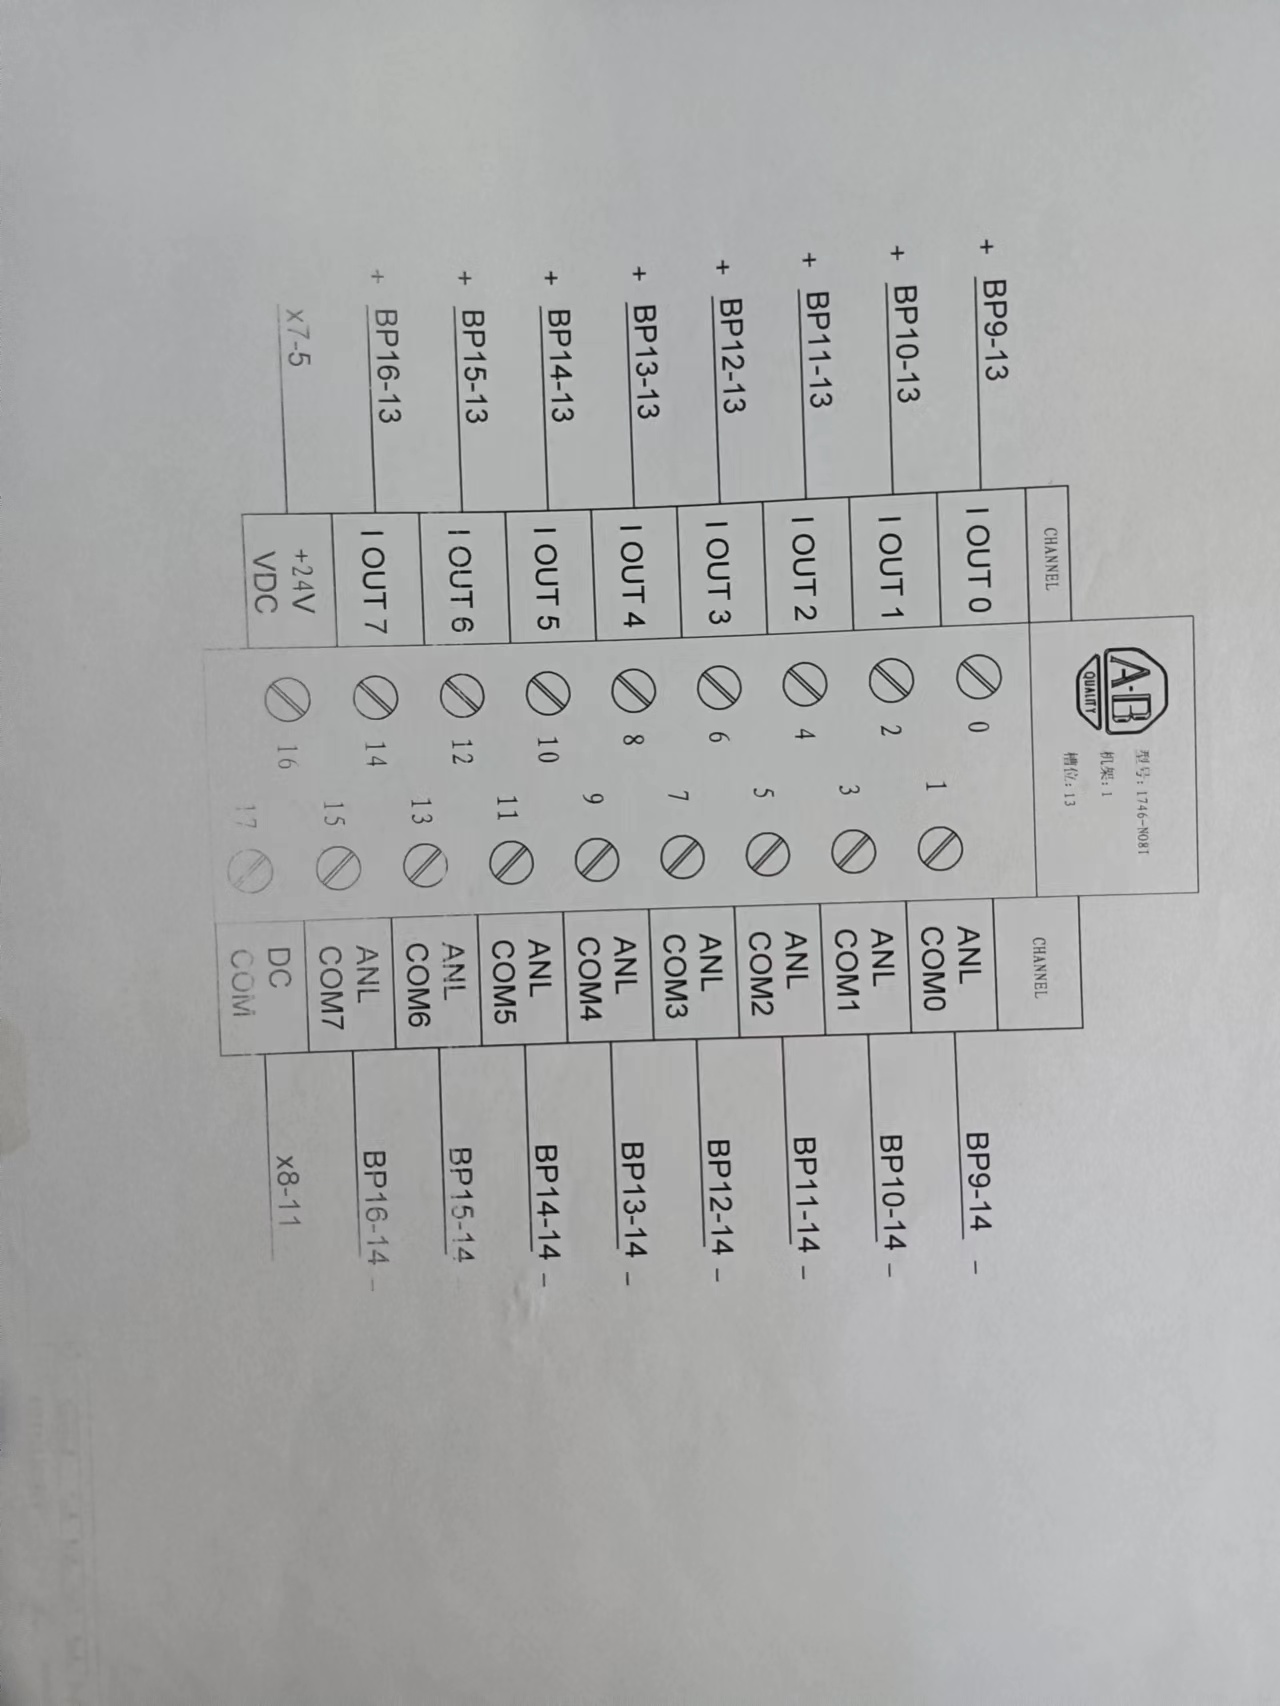 A-B
QUALITY
型号: 1746-NO8I
机架: 1
槽位: 13
CHANNEL
CHANNEL
+ BP9-13 I OUT 0 0
1 ANL COM0 BP9-14 -
+ BP10-13 I OUT 1 2
3 ANL COM1 BP10-14 -
+ BP11-13 I OUT 2 4
5 ANL COM2 BP11-14 -
+ BP12-13 I OUT 3 6
7 ANL COM3 BP12-14 -
+ BP13-13 I OUT 4 8
9 ANL COM4 BP13-14 -
+ BP14-13 I OUT 5 10
11 ANL COM5 BP14-14 -
+ BP15-13 I OUT 6 12
13 ANL COM6 BP15-14
+ BP16-13 I OUT 7 14
15 ANL COM7 BP16-14 -
x7-5 +24V VDC 16
17 DC COM x8-11